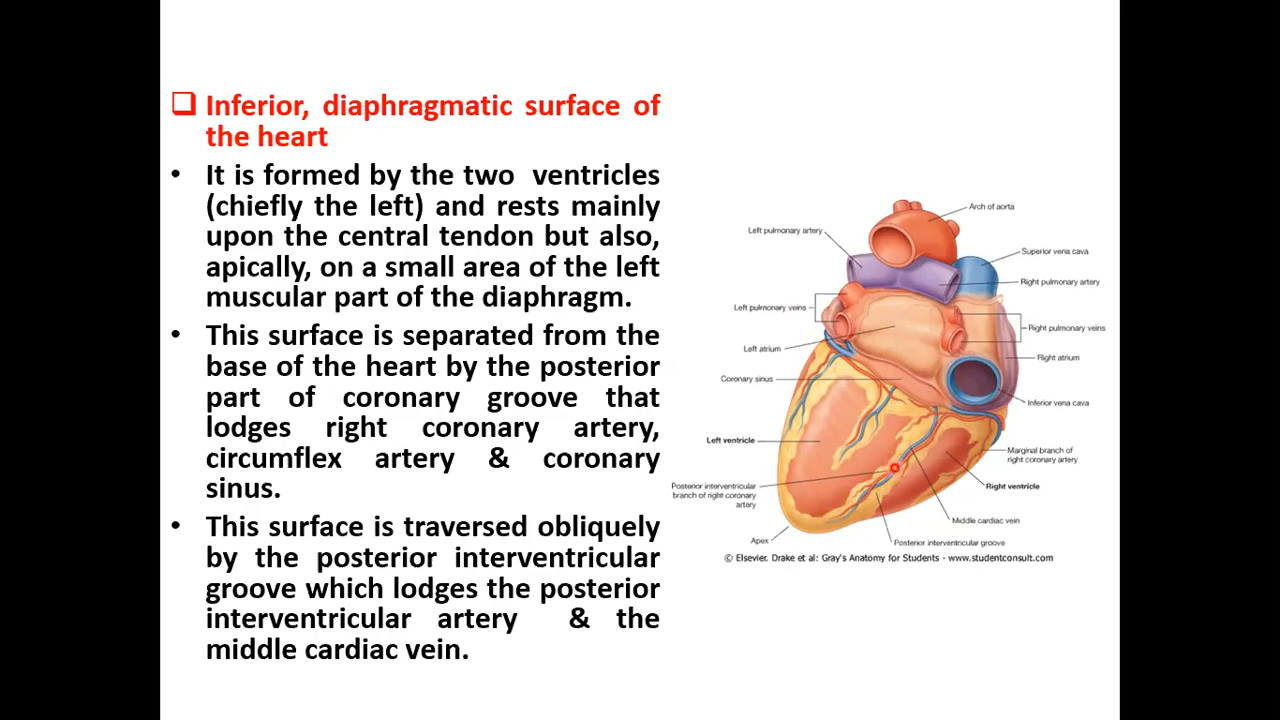 ❑ Inferior, diaphragmatic surface of
the heart
• It is formed by the two ventricles
(chiefly the left) and rests mainly
upon the central tendon but also,
apically, on a small area of the left
muscular part of the diaphragm.
• This surface is separated from the
base of the heart by the posterior
part of coronary groove that
lodges right coronary artery,
circumflex artery & coronary
sinus.
• This surface is traversed obliquely
by the posterior interventricular
groove which lodges the posterior
interventricular artery & the
middle cardiac vein.
Arch of aorta
Left pulmonary artery
Superior vena cava
Right pulmonary artery
Left pulmonary veins
Right pulmonary veins
Left atrium
Right atrium
Coronary sinus
Inferior vena cava
Left ventricle
Marginal branch of
right coronary artery
Posterior interventricular
branch of right coronary
artery
Right ventricle
Middle cardiac vein
Apex
Posterior interventricular groove
© Elsevier. Drake et al: Gray's Anatomy for Students - www.studentconsult.com